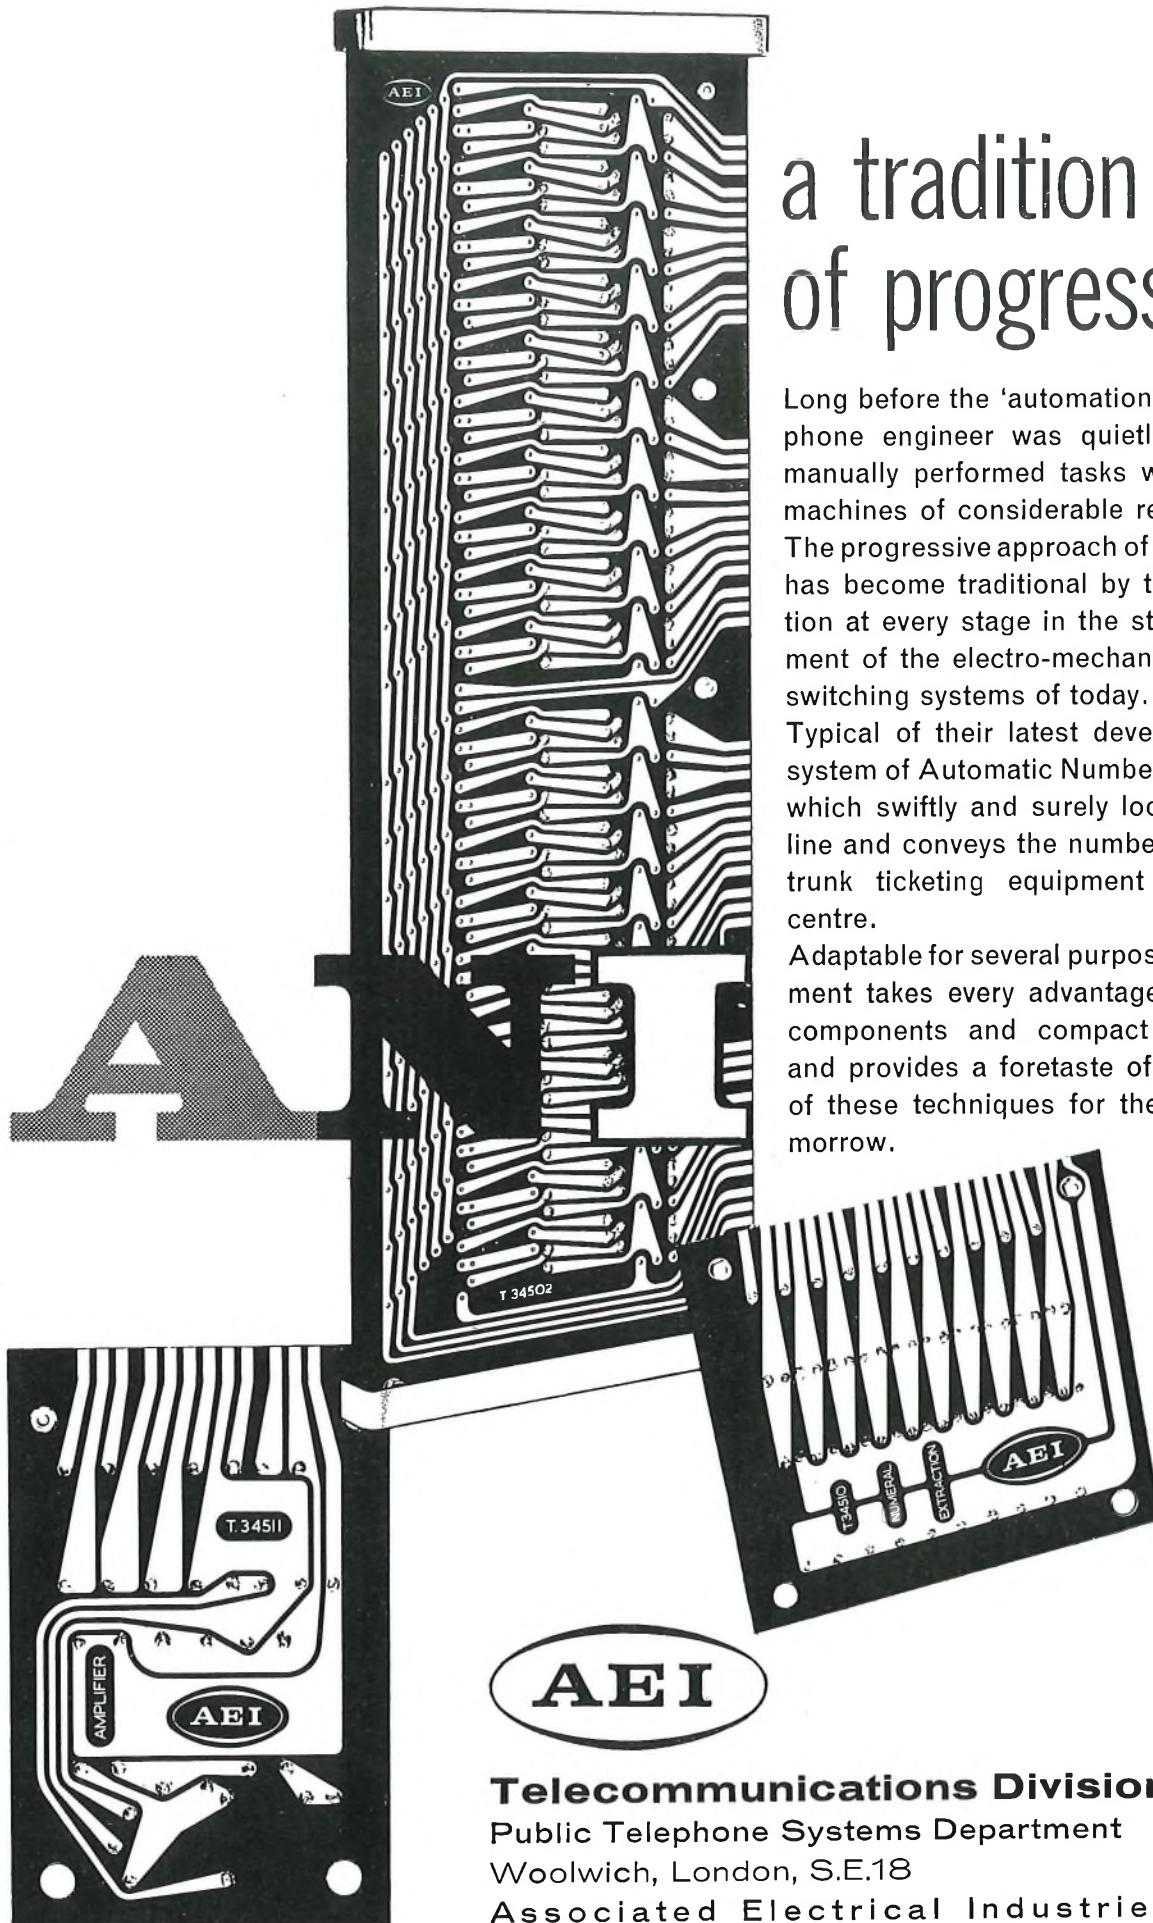 AEI
a tradition
of progress
Long before the ‘automation
phone engineer was quietl
manually performed tasks w
machines of considerable re
The progressive approach of
has become traditional by t
tion at every stage in the st
ment of the electro-mechan
switching systems of today.
Typical of their latest deve
system of Automatic Numbe
which swiftly and surely loc
line and conveys the numbe
trunk ticketing equipment
centre.
Adaptable for several purpos
ment takes every advantage
components and compact
and provides a foretaste of
of these techniques for the
morrow.
ANI
T 34502
T.34511
AMPLIFIER
AEI
T34510
NUMERAL
EXTRACTION
AEI
AEI
Telecommunications Division
Public Telephone Systems Department
Woolwich, London, S.E.18
Associated Electrical Industrie